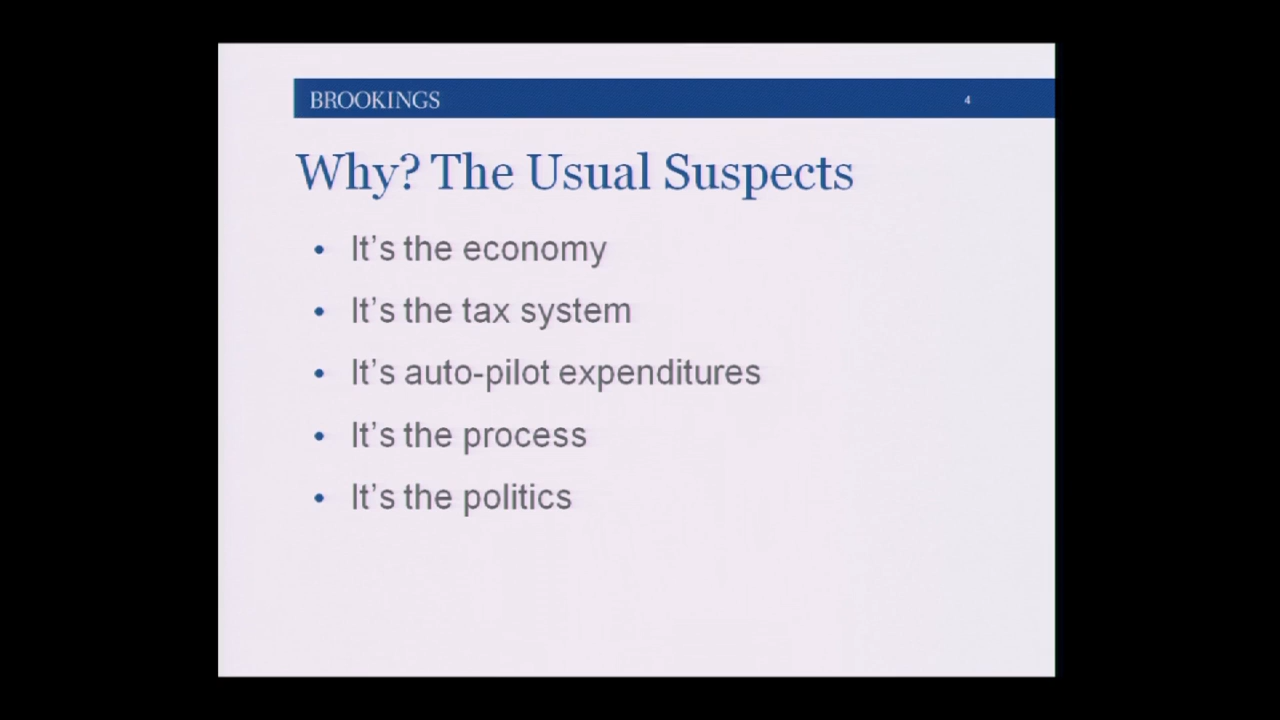 BROOKINGS 4
Why? The Usual Suspects
• It's the economy
• It's the tax system
• It's auto-pilot expenditures
• It's the process
• It's the politics